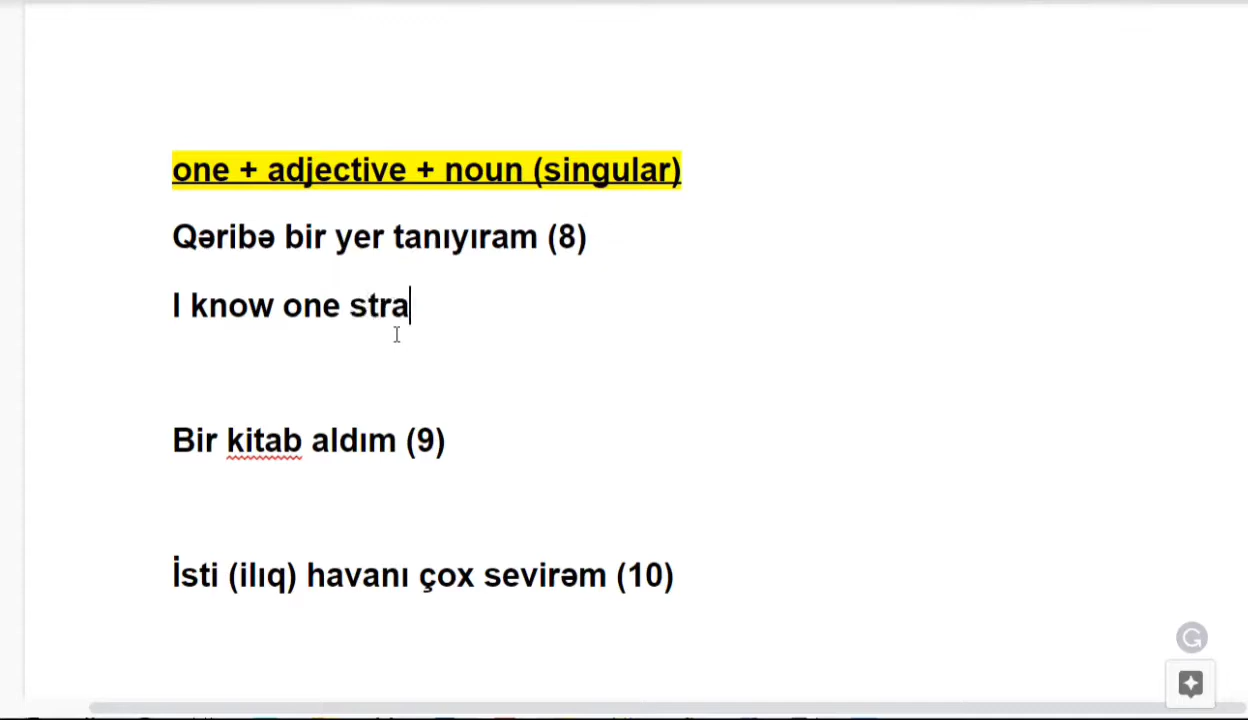 one + adjective + noun (singular)
Qəribə bir yer tanıyıram (8)
I know one stra
Bir kitab aldım (9)
İsti (ilıq) havanı çox sevirəm (10)